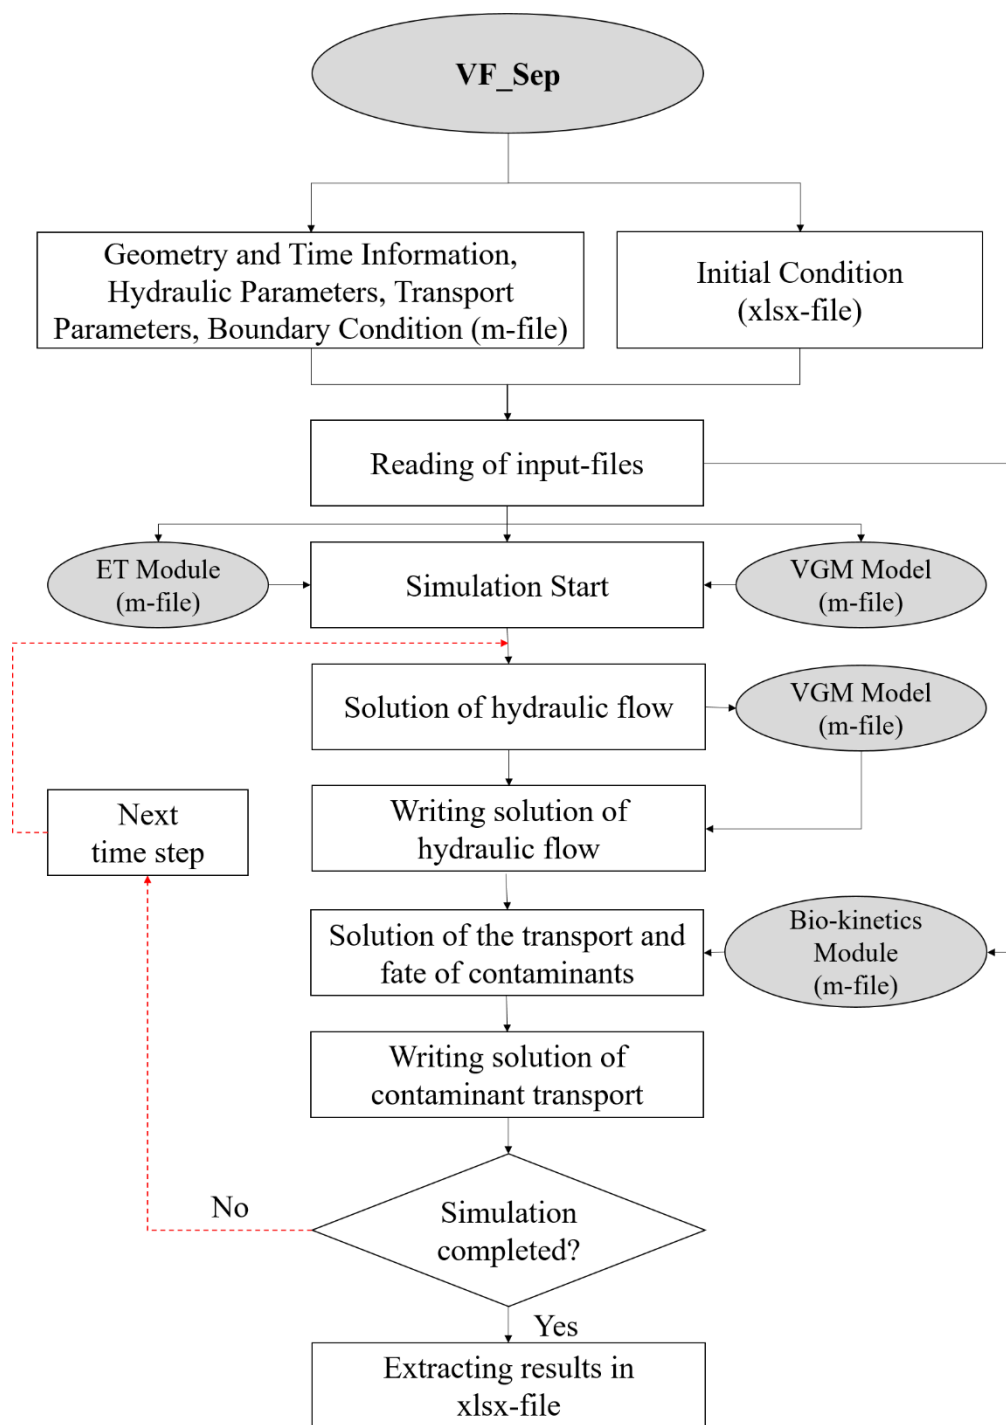 VF_Sep
Geometry and Time Information,
Hydraulic Parameters, Transport
Parameters, Boundary Condition (m-file)
Initial Condition
(xlsx-file)
Reading of input-files
ET Module
(m-file)
Simulation Start
VGM Model
(m-file)
Solution of hydraulic flow
VGM Model
(m-file)
Writing solution of
hydraulic flow
Next
time step
Solution of the transport and
fate of contaminants
Bio-kinetics
Module
(m-file)
Writing solution of
contaminant transport
No
Simulation
completed?
Yes
Extracting results in
xlsx-file